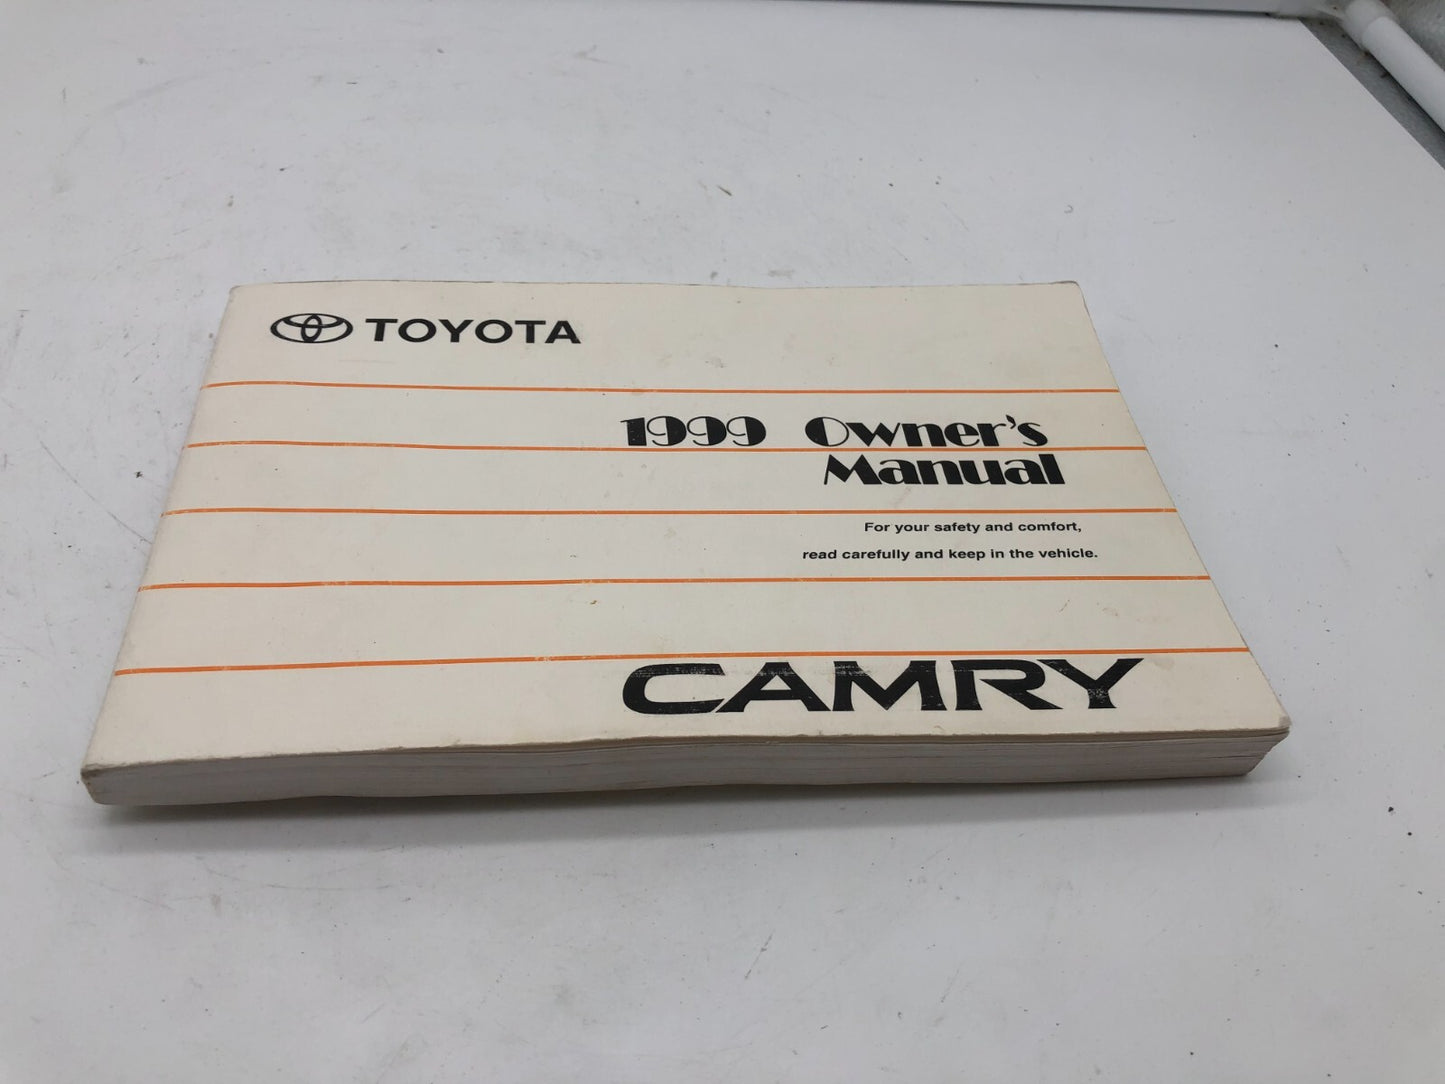 TOYOTA
1999 Owner's
Manual
For your safety and comfort,
read carefully and keep in the vehicle.
CAMRY